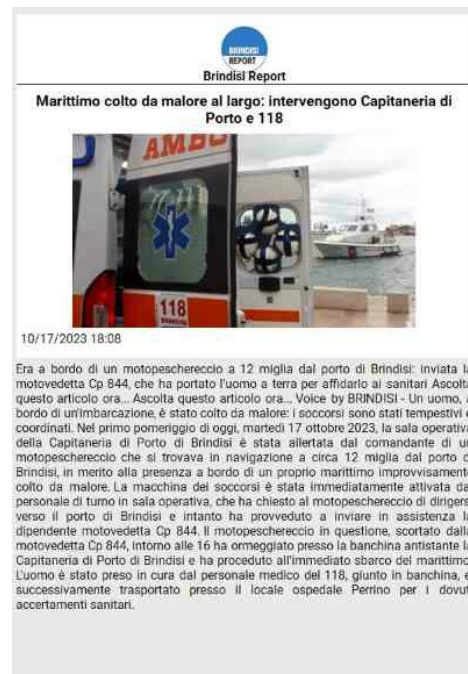 BRINDISI
REPORT
Brindisi Report
Marittimo colto da malore al largo: intervengono Capitaneria di
Porto e 118
AMBU
118
10/17/2023 18:08
Era a bordo di un motopeschereccio a 12 miglia dal porto di Brindisi: inviata la
motovedetta Cp 844, che ha portato l'uomo a terra per affidarlo ai sanitari Ascolta
questo articolo ora... Ascolta questo articolo ora... Voice by BRINDISI - Un uomo, a
bordo di un'imbarcazione, è stato colto da malore: i soccorsi sono stati tempestivi e
coordinati. Nel primo pomeriggio di oggi, martedì 17 ottobre 2023, la sala operativa
della Capitaneria di Porto di Brindisi è stata allertata dal comandante di un
motopeschereccio che si trovava in navigazione a circa 12 miglia dal porto di
Brindisi, in merito alla presenza a bordo di un proprio marittimo improvvisamente
colto da malore. La macchina dei soccorsi è stata immediatamente attivata dal
personale di turno in sala operativa, che ha chiesto al motopeschereccio di dirigersi
verso il porto di Brindisi e intanto ha provveduto a inviare in assistenza la
dipendente motovedetta Cp 844. Il motopeschereccio in questione, scortato dalla
motovedetta Cp 844, intorno alle 16 ha ormeggiato presso la banchina antistante la
Capitaneria di Porto di Brindisi e ha proceduto all'immediato sbarco del marittimo.
L'uomo è stato preso in cura dal personale medico del 118, giunto in banchina, e
successivamente trasportato presso il locale ospedale Perrino per i dovuti
accertamenti sanitari.